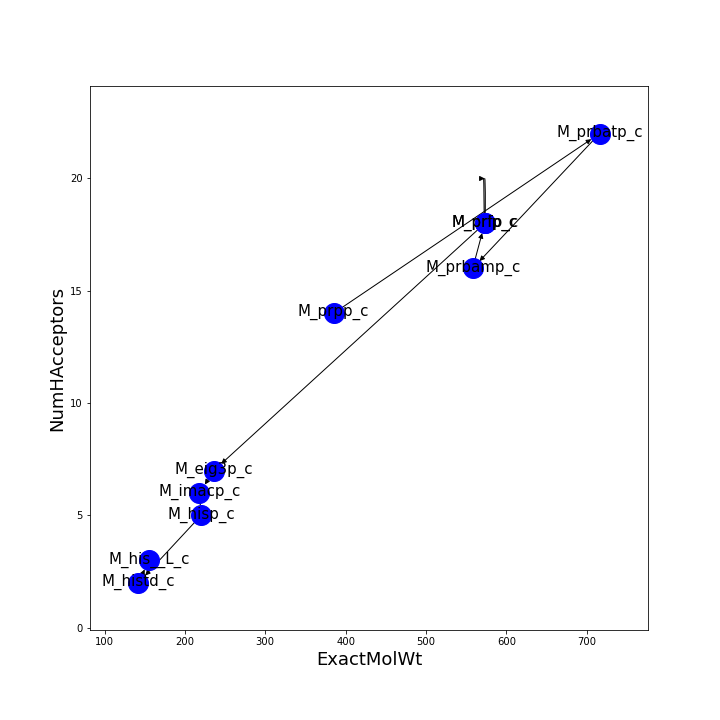 M_prbatp_c
20
M_prbamp_c
15
M_prpp_c
NumHAcceptors
10
M_eig3p_c
M_imacp_c
M_hisp_c
5
M_his__L_c
M_histd_c
0
100 200 300 400 500 600 700
ExactMolWt